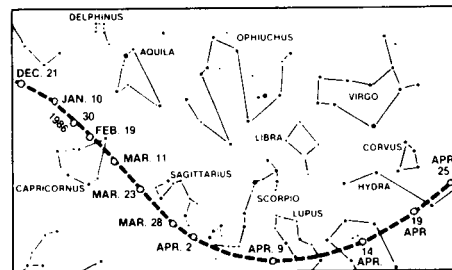 DELPHINUS
AQUILA
OPHIUCHUS
DEC. 21
JAN. 10
1986
30
FEB. 19
VIRGO
LIBRA
MAR. 11
CORVUS
CAPRICORNUS
SAGITTARIUS
MAR. 23
SCORPIO
HYDRA
APR.
25
LUPUS
MAR. 28
APR. 2
APR. 9
14
APR.
19
APR